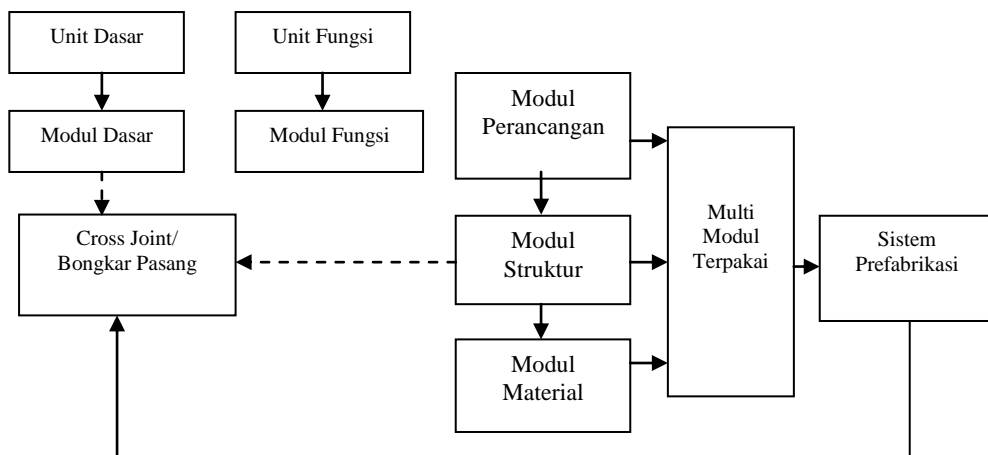 Unit Dasar
Unit Fungsi
Modul Dasar
Modul Fungsi
Modul
Perancangan
Cross Joint/
Bongkar Pasang
Modul
Struktur
Multi
Modul
Terpakai
Sistem
Prefabrikasi
Modul
Material